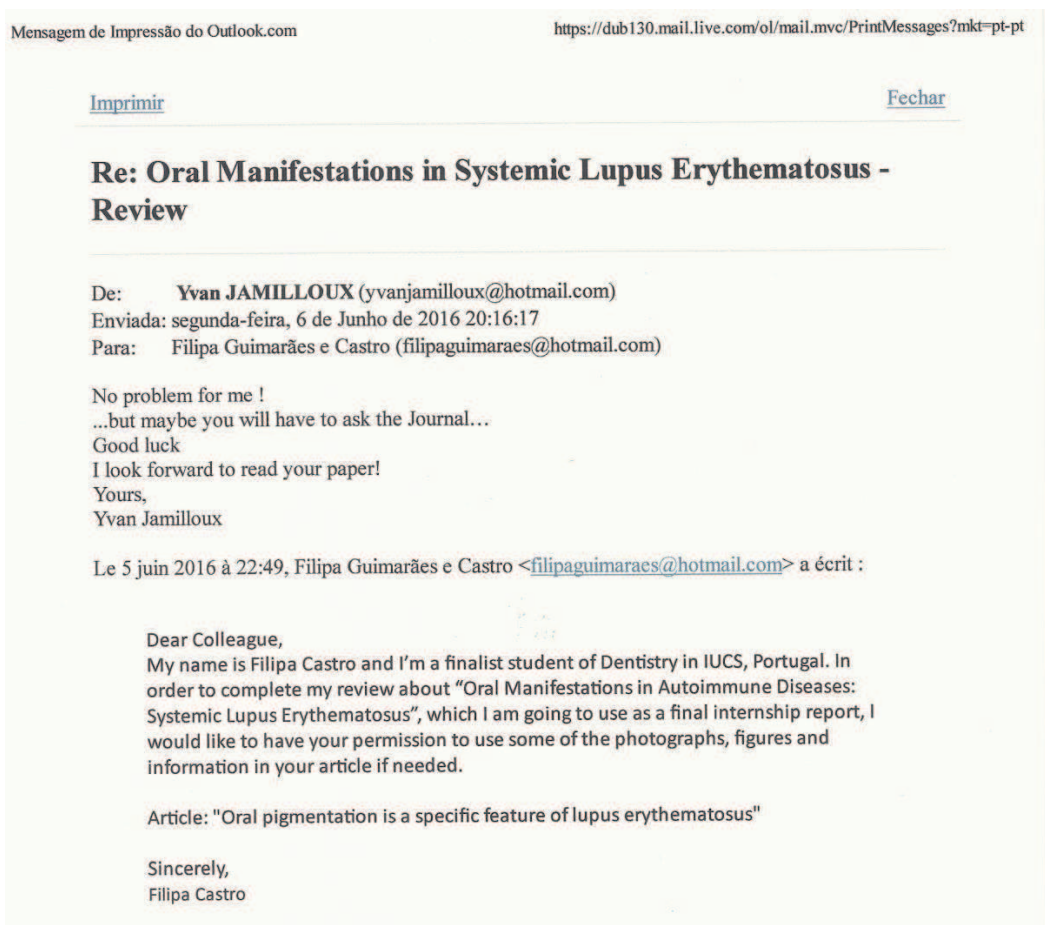 Mensagem de Impressão do Outlook.com https://dub130.mail.live.com/ol/mail.mvc/PrintMessages?mkt=pt-pt
Imprimir Fechar
Re: Oral Manifestations in Systemic Lupus Erythematosus -
Review
De: Yvan JAMILLOUX (yvanjamilloux@hotmail.com)
Enviada: segunda-feira, 6 de Junho de 2016 20:16:17
Para: Filipa Guimarães e Castro (filipaguimaraes@hotmail.com)
No problem for me !
...but maybe you will have to ask the Journal…
Good luck
I look forward to read your paper!
Yours,
Yvan Jamilloux
Le 5 juin 2016 à 22:49, Filipa Guimarães e Castro <filipaguimaraes@hotmail.com> a écrit :
Dear Colleague,
My name is Filipa Castro and I’m a finalist student of Dentistry in IUCS, Portugal. In
order to complete my review about “Oral Manifestations in Autoimmune Diseases:
Systemic Lupus Erythematosus”, which I am going to use as a final internship report, I
would like to have your permission to use some of the photographs, figures and
information in your article if needed.
Article: "Oral pigmentation is a specific feature of lupus erythematosus"
Sincerely,
Filipa Castro